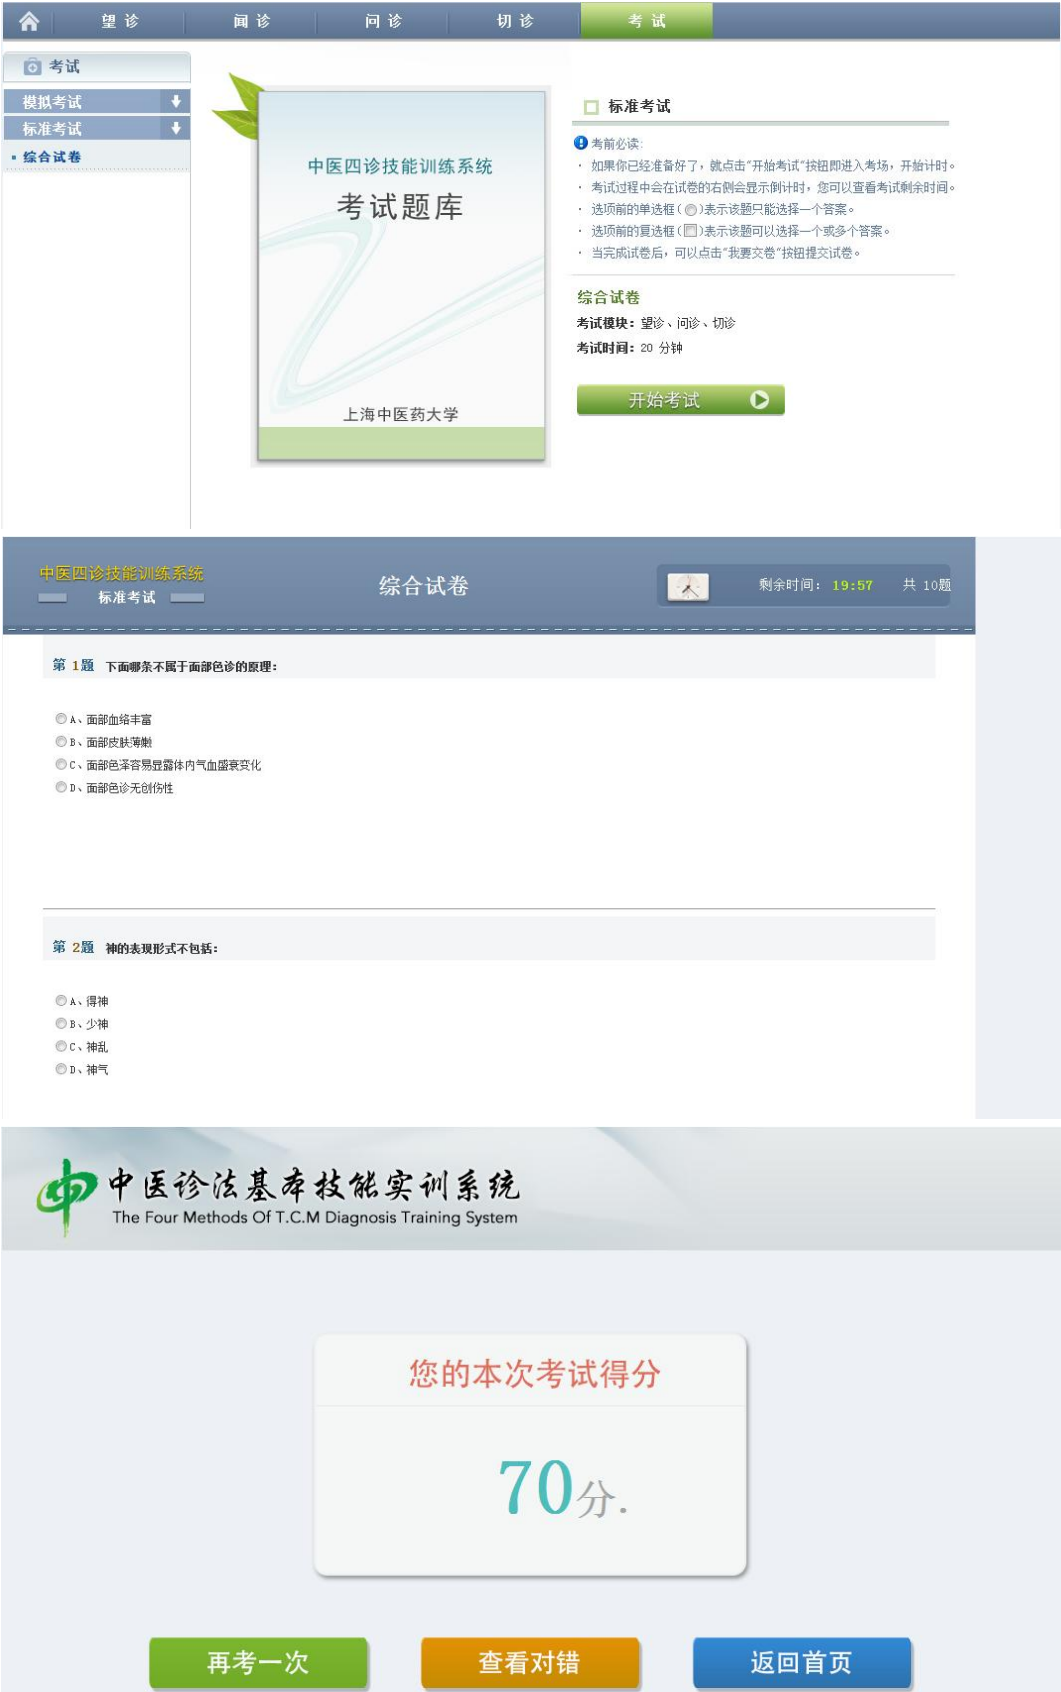 望 诊
闻 诊
问 诊
切 诊
考 试
考试
模拟考试
标准考试
综合试卷
中医四诊技能训练系统
考试题库
上海中医药大学
标准考试
考前必读:
· 如果你已经准备好了，就点击"开始考试"按钮即进入考场，开始计时。
· 考试过程中会在试卷的右侧会显示倒计时，您可以查看考试剩余时间。
· 选项前的单选框( )表示该题只能选择一个答案。
· 选项前的复选框( )表示该题可以选择一个或多个答案。
· 当完成试卷后，可以点击"我要交卷"按钮提交试卷。
综合试卷
考试模块：望诊、问诊、切诊
考试时间：20 分钟
开始考试
中医四诊技能训练系统
标准考试
综合试卷
剩余时间：19:57 共 10题
第 1题 下面哪条不属于面部色诊的原理：
A、面部血络丰富
B、面部皮肤薄嫩
C、面部色泽容易显露体内气血盛衰变化
D、面部色诊无创伤性
第 2题 神的表现形式不包括：
A、得神
B、少神
C、神乱
D、神气
中医诊法基本技能实训系统
The Four Methods Of T.C.M Diagnosis Training System
您的本次考试得分
70分.
再考一次
查看对错
返回首页